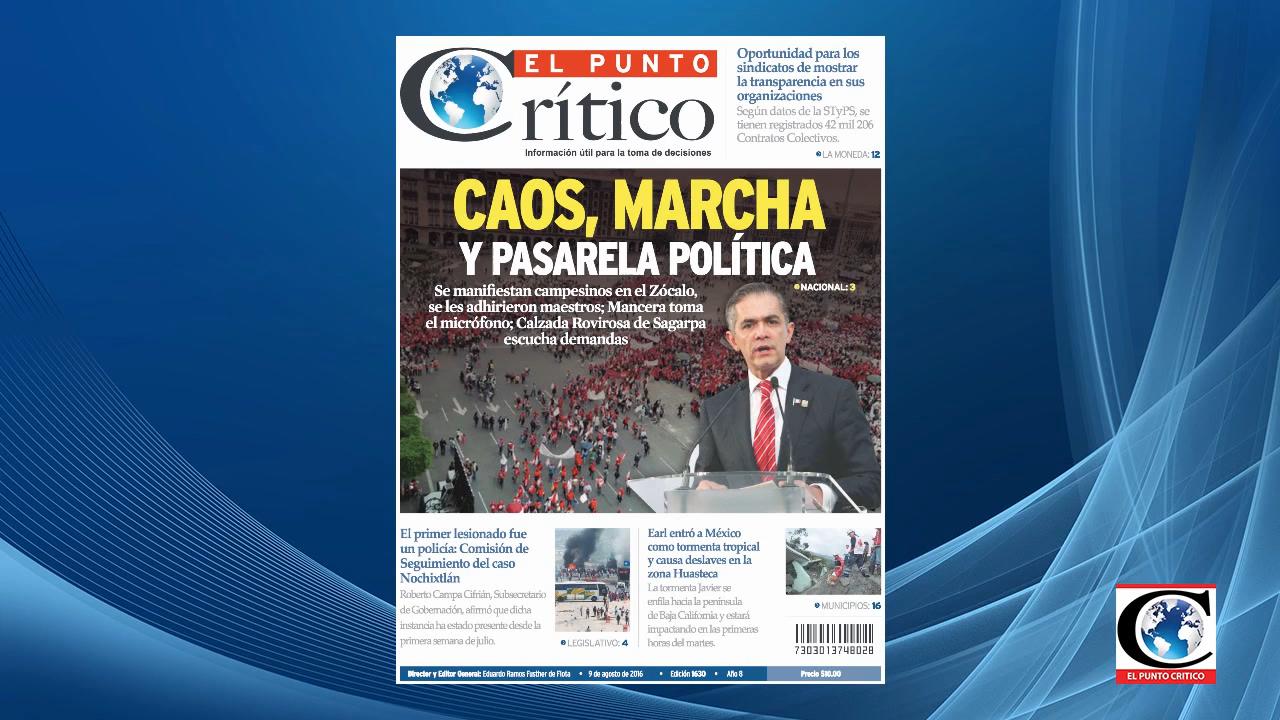 EL PUNTO
Crítico
Información útil para la toma de decisiones
Oportunidad para los
sindicatos de mostrar
la transparencia en sus
organizaciones
Según datos de la STyPS, se
tienen registrados 42 mil 206
Contratos Colectivos.
LA MONEDA: 12
CAOS, MARCHA
Y PASARELA POLÍTICA
NACIONAL: 3
Se manifiestan campesinos en el Zócalo,
se les adhirieron maestros; Mancera toma
el micrófono; Calzada Rovirosa de Sagarpa
escucha demandas
El primer lesionado fue
un policía: Comisión de
Seguimiento del caso
Nochixtlán
Roberto Campa Cifrián, Subsecretario
de Gobernación, afirmó que dicha
instancia ha estado presente desde la
primera semana de julio.
LEGISLATIVO: 4
Earl entró a México
como tormenta tropical
y causa deslaves en la
zona Huasteca
La tormenta Javier se
enfila hacia la península
de Baja California y estará
impactando en las primeras
horas del martes.
MUNICIPIOS: 16
7303013748028
Director y Editor General: Eduardo Ramos Fusther de Flota • 9 de agosto de 2016 • Edición 1630 • Año 8 Precio $10.00
C
EL PUNTO CRITICO